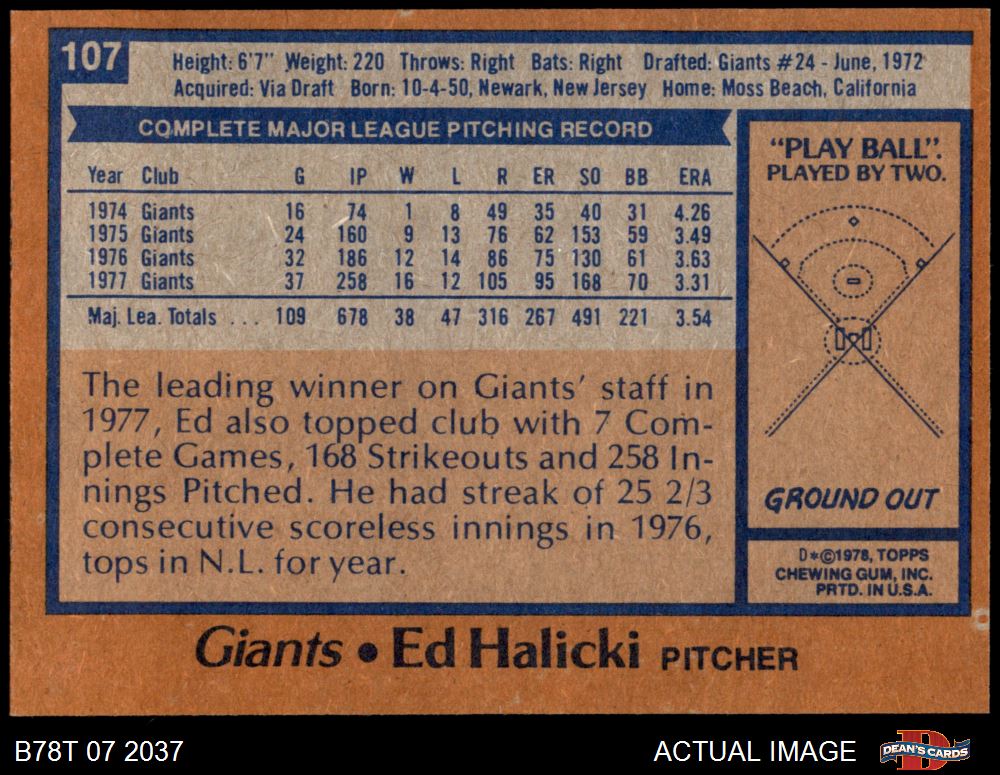 107
Height: 6'7" Weight: 220 Throws: Right Bats: Right Drafted: Giants #24 - June, 1972
Acquired: Via Draft Born: 10-4-50, Newark, New Jersey Home: Moss Beach, California
COMPLETE MAJOR LEAGUE PITCHING RECORD
Year Club G IP W L R ER SO BB ERA
1974 Giants 16 74 1 8 49 35 40 31 4.26
1975 Giants 24 160 9 13 76 62 153 59 3.49
1976 Giants 32 186 12 14 86 75 130 61 3.63
1977 Giants 37 258 16 12 105 95 168 70 3.31
Maj. Lea. Totals ... 109 678 38 47 316 267 491 221 3.54
The leading winner on Giants' staff in
1977, Ed also topped club with 7 Com-
plete Games, 168 Strikeouts and 258 In-
nings Pitched. He had streak of 25 2/3
consecutive scoreless innings in 1976,
tops in N.L. for year.
"PLAY BALL".
PLAYED BY TWO.
GROUND OUT
D*©1978, TOPPS
CHEWING GUM, INC.
PRTD. IN U.S.A.
Giants • Ed Halicki PITCHER
B78T 07 2037
ACTUAL IMAGE
DEAN'S CARDS